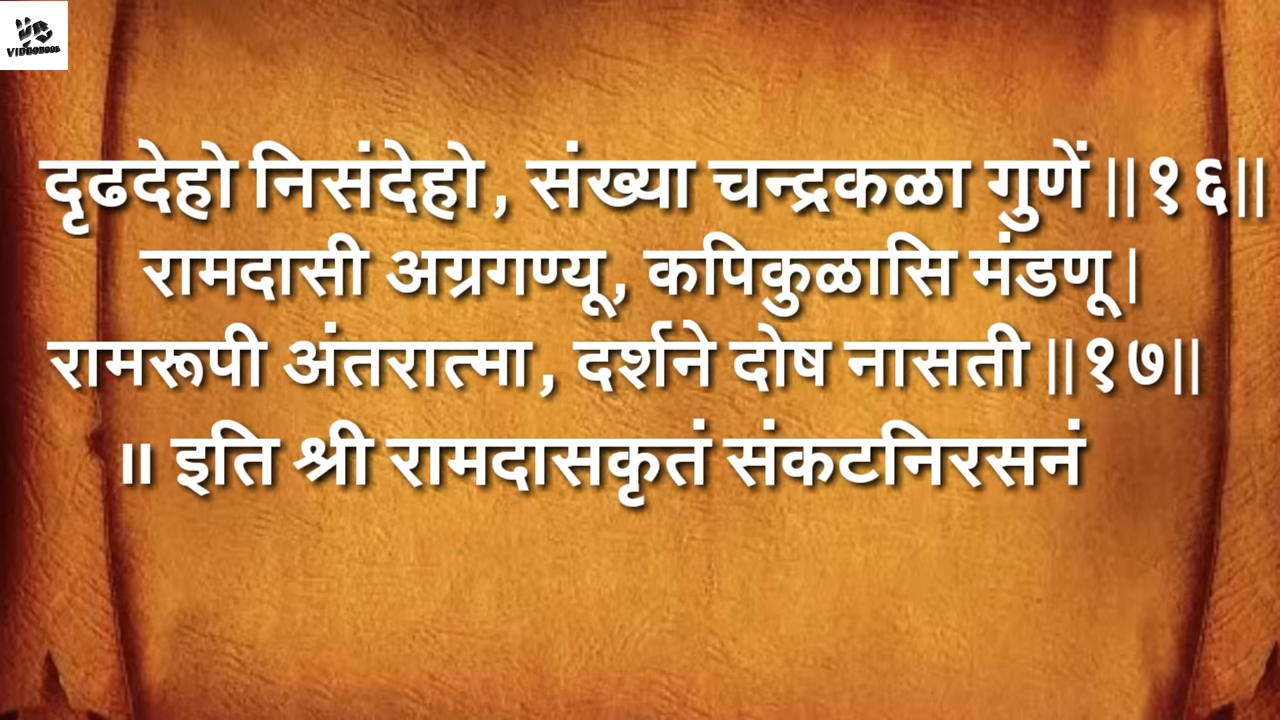 VIDEOBOSS
दृढदेहो निसंदेहो, संख्या चन्द्रकळा गुणें ||१६||
रामदासी अग्रगण्यू, कपिकुळासि मंडणू |
रामरूपी अंतरात्मा, दर्शने दोष नासती ||१७||
॥ इति श्री रामदासकृतं संकटनिरसनं